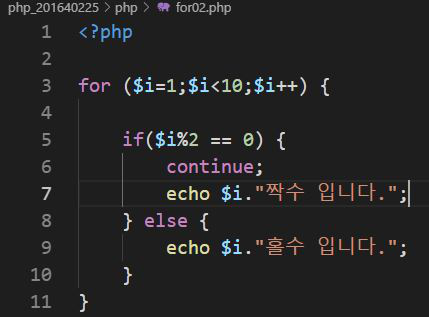 php_201640225 > php > for02.php
1 <?php
2
3 for ($i=1;$i<10;$i++) {
4
5     if($i%2 == 0) {
6         continue;
7         echo $i."짝수 입니다.";
8     } else {
9         echo $i."홀수 입니다.";
10     }
11 }